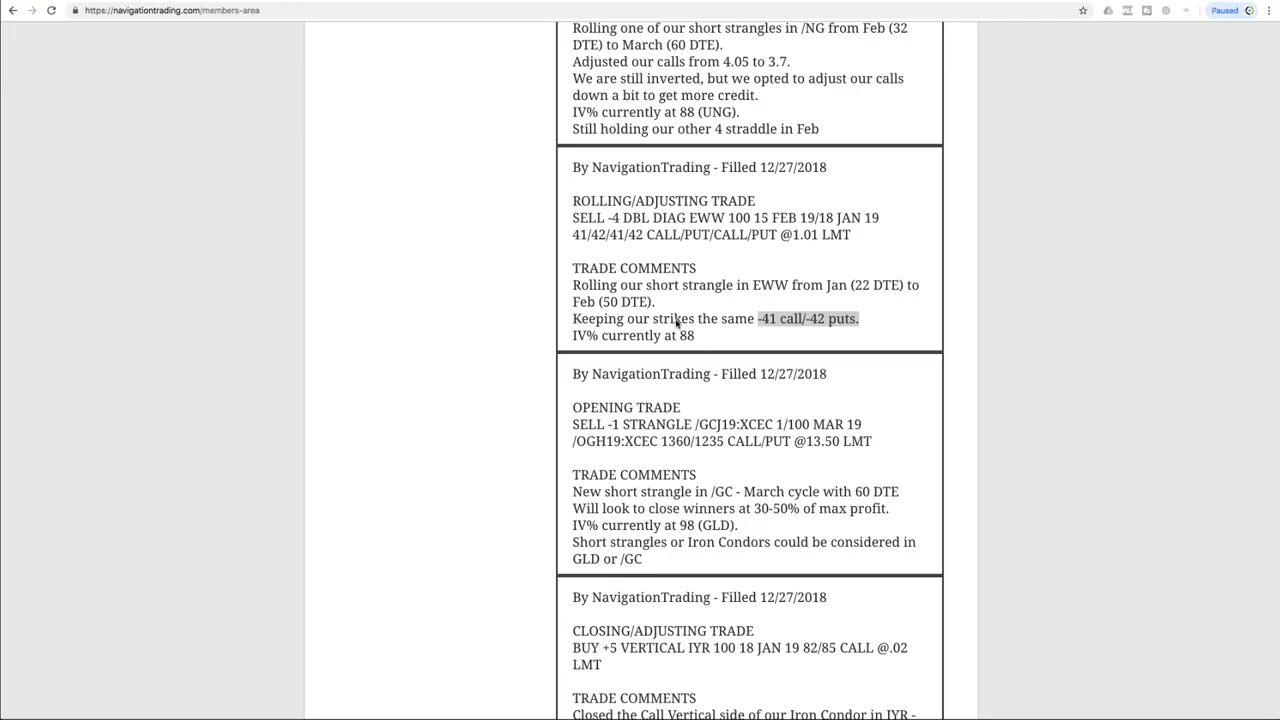 https://navigationtrading.com/members-area
Paused
Rolling one of our short strangles in /NG from Feb (32
DTE) to March (60 DTE).
Adjusted our calls from 4.05 to 3.7.
We are still inverted, but we opted to adjust our calls
down a bit to get more credit.
IV% currently at 88 (UNG).
Still holding our other 4 straddle in Feb
By NavigationTrading - Filled 12/27/2018
ROLLING/ADJUSTING TRADE
SELL -4 DBL DIAG EWW 100 15 FEB 19/18 JAN 19
41/42/41/42 CALL/PUT/CALL/PUT @1.01 LMT
TRADE COMMENTS
Rolling our short strangle in EWW from Jan (22 DTE) to
Feb (50 DTE).
Keeping our strikes the same -41 call/-42 puts.
IV% currently at 88
By NavigationTrading - Filled 12/27/2018
OPENING TRADE
SELL -1 STRANGLE /GCJ19:XCEC 1/100 MAR 19
/OGH19:XCEC 1360/1235 CALL/PUT @13.50 LMT
TRADE COMMENTS
New short strangle in /GC - March cycle with 60 DTE
Will look to close winners at 30-50% of max profit.
IV% currently at 98 (GLD).
Short strangles or Iron Condors could be considered in
GLD or /GC
By NavigationTrading - Filled 12/27/2018
CLOSING/ADJUSTING TRADE
BUY +5 VERTICAL IYR 100 18 JAN 19 82/85 CALL @.02
LMT
TRADE COMMENTS
Closed the Call Vertical side of our Iron Condor in IYR -